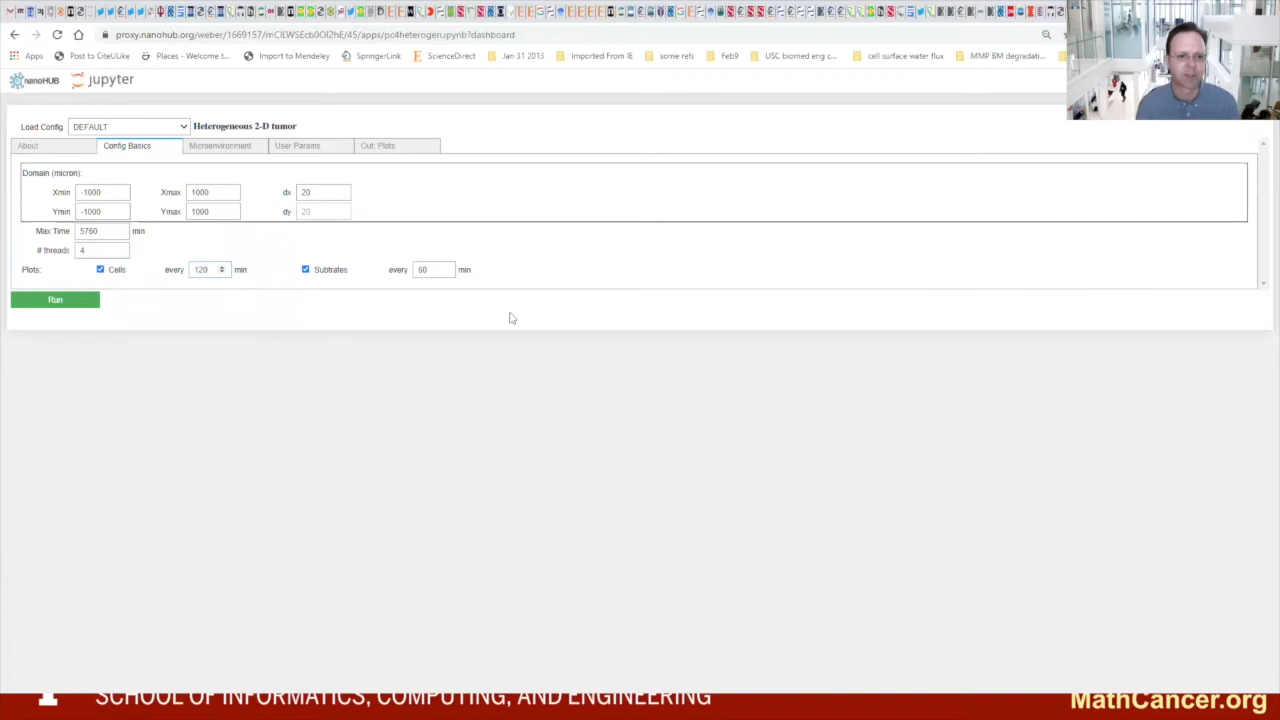 proxy.nanohub.org/weber/1669157/mCILWSEcb0Ol2hE/45/apps/pc4heterogen.ipynb?dashboard
Apps Post to CiteULike Places - Welcome t... Import to Mendeley SpringerLink ScienceDirect Jan 31 2013 Imported From IE some refs Feb9 USC biomed eng c... cell surface water flux MMP BM degradati...
nanoHUB jupyter
Load Config DEFAULT Heterogeneous 2-D tumor
About Config Basics Microenvironment User Params Out: Plots
Domain (micron):
Xmin -1000 Xmax 1000 dx 20
Ymin -1000 Ymax 1000 dy 20
Max Time 5760 min
# threads 4
Plots: Cells every 120 min Subtrates every 60 min
Run
SCHOOL OF INFORMATICS, COMPUTING, AND ENGINEERING
MathCancer.org